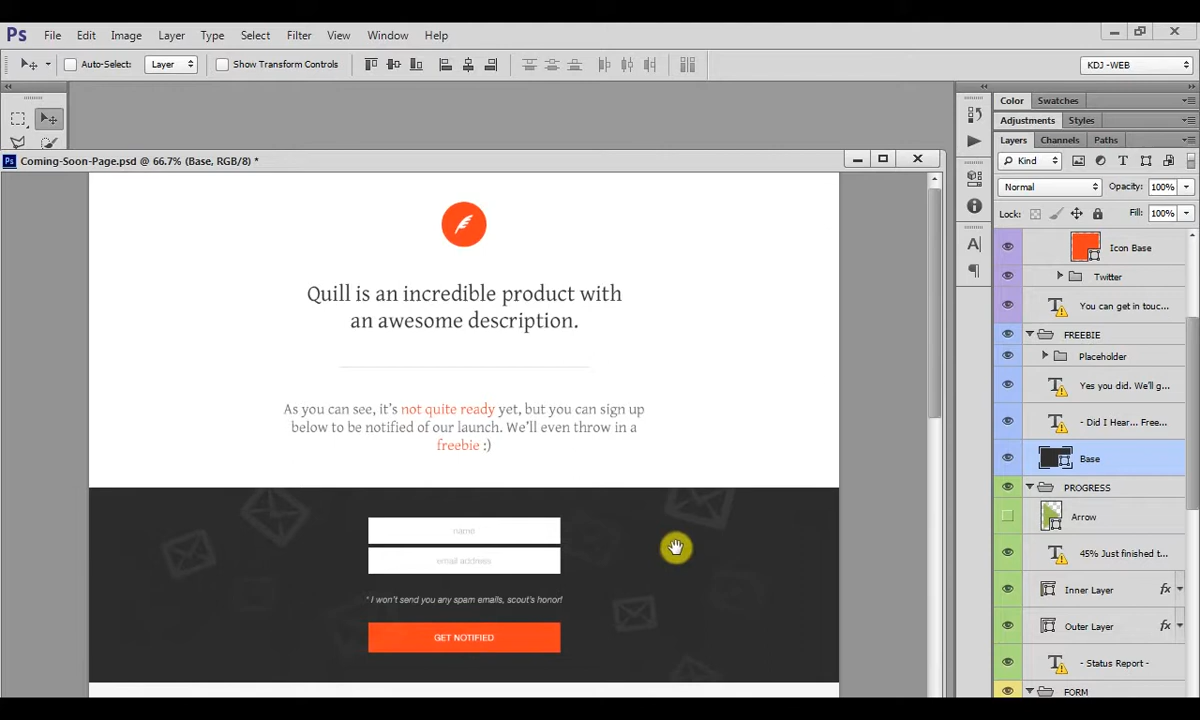 Ps File Edit Image Layer Type Select Filter View Window Help
Auto-Select: Layer Show Transform Controls KDJ -WEB
Coming-Soon-Page.psd @ 66.7% (Base, RGB/8) *
Quill is an incredible product with
an awesome description.
As you can see, it's not quite ready yet, but you can sign up
below to be notified of our launch. We'll even throw in a
freebie :)
name
email address
* I won't send you any spam emails, scout's honor!
GET NOTIFIED
Color Swatches
Adjustments Styles
Layers Channels Paths
Kind
Normal Opacity: 100%
Lock: Fill: 100%
Icon Base
Twitter
You can get in touc...
FREEBIE
Placeholder
Yes you did. We'll g...
- Did I Hear... Free...
Base
PROGRESS
Arrow
45% Just finished t...
Inner Layer fx
Outer Layer fx
- Status Report -
FORM